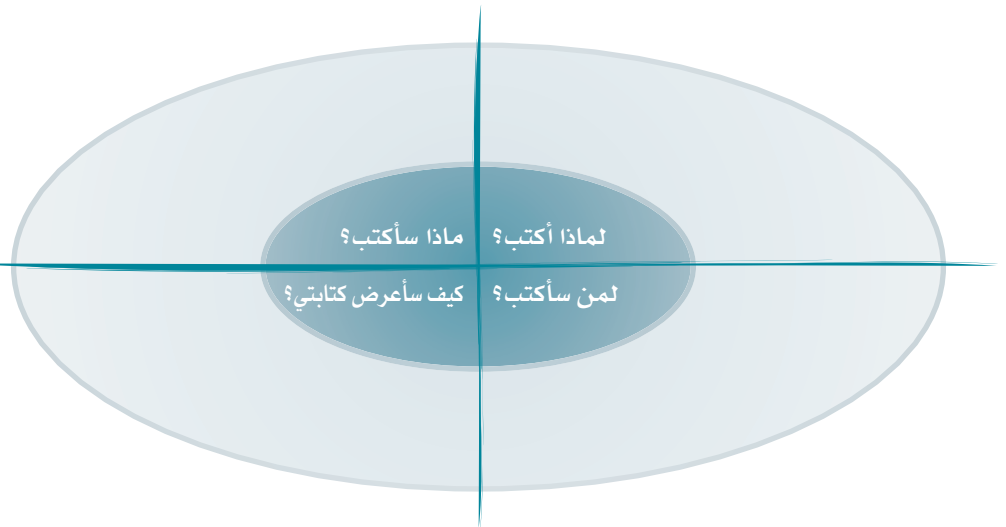 لماذا أكتب؟
ماذا سأكتب؟
لمن سأكتب؟
كيف سأعرض كتابتي؟